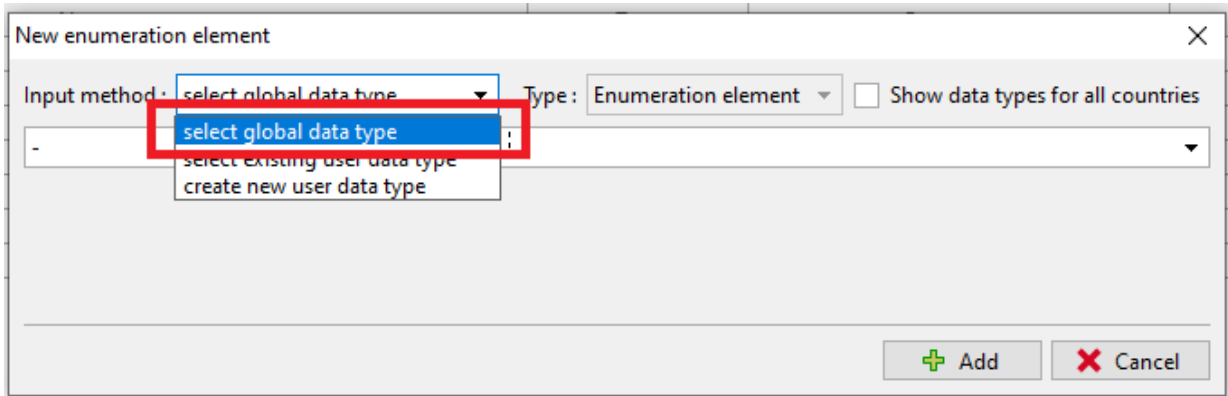 New enumeration element
Input method : select global data type Type : Enumeration element Show data types for all countries
select global data type
-
select existing user data type
create new user data type
Add Cancel